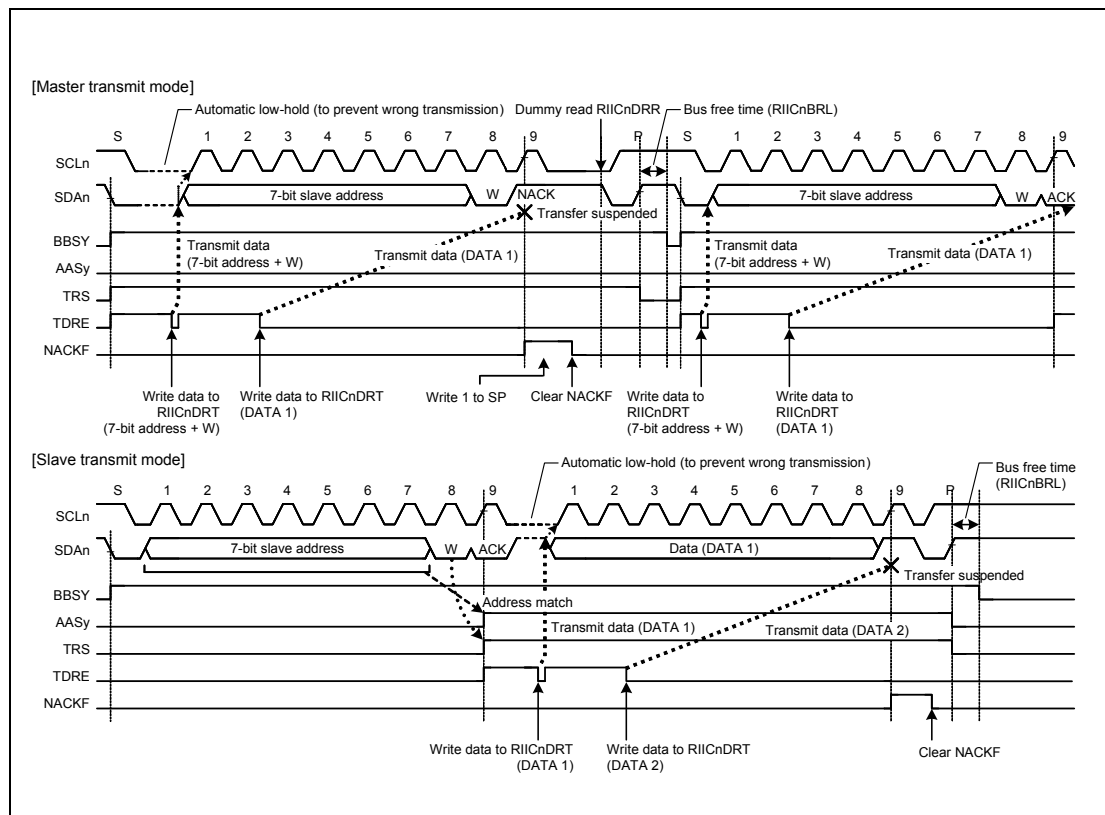 [Master transmit mode]
Automatic low-hold (to prevent wrong transmission)
Dummy read RIICnDRR
Bus free time (RIICnBRL)
S 1 2 3 4 5 6 7 8 9 P S 1 2 3 4 5 6 7 8 9
SCLn
SDAn 7-bit slave address W NACK 7-bit slave address W ACK
Transfer suspended
BBSY
Transmit data
(7-bit address + W)
Transmit data (DATA 1)
Transmit data
(7-bit address + W)
Transmit data (DATA 1)
AASy
TRS
TDRE
NACKF
Write data to
RIICnDRT
(7-bit address + W)
Write data to RIICnDRT
(DATA 1)
Write 1 to SP
Clear NACKF
Write data to
RIICnDRT
(7-bit address + W)
Write data to
RIICnDRT
(DATA 1)
[Slave transmit mode]
Automatic low-hold (to prevent wrong transmission)
Bus free time
(RIICnBRL)
S 1 2 3 4 5 6 7 8 9 1 2 3 4 5 6 7 8 9 P
SCLn
SDAn 7-bit slave address W ACK Data (DATA 1)
Transfer suspended
BBSY
Address match
AASy
Transmit data (DATA 1)
Transmit data (DATA 2)
TRS
TDRE
NACKF
Write data to RIICnDRT
(DATA 1)
Write data to RIICnDRT
(DATA 2)
Clear NACKF